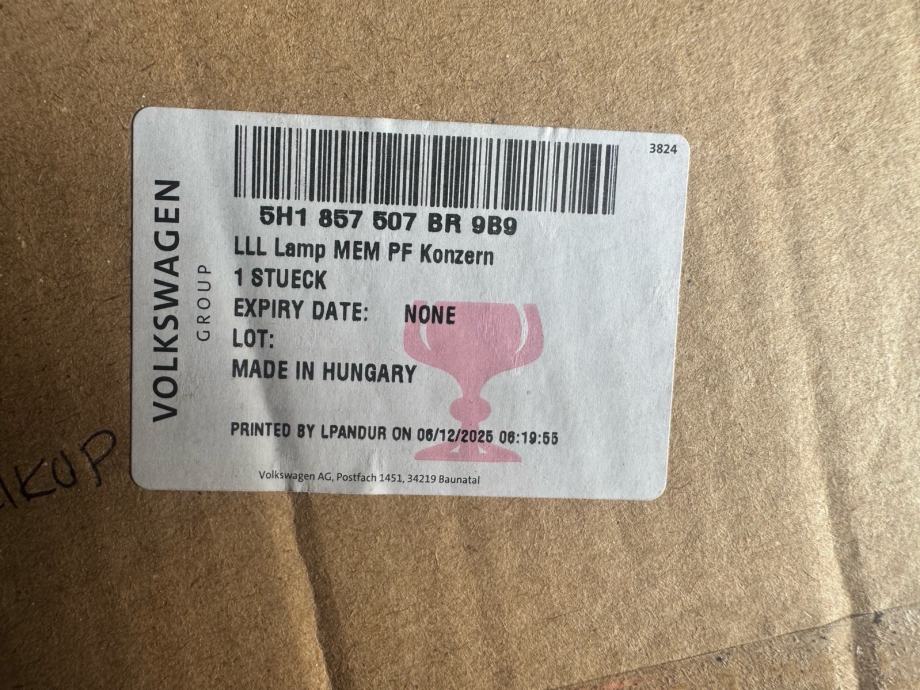 3824
VOLKSWAGEN
GROUP
5H1 857 507 BR 9B9
LLL Lamp MEM PF Konzern
1 STUECK
EXPIRY DATE: NONE
LOT:
MADE IN HUNGARY
PRINTED BY LPANDUR ON 06/12/2025 06:19:55
Volkswagen AG, Postfach 1451, 34219 Baunatal